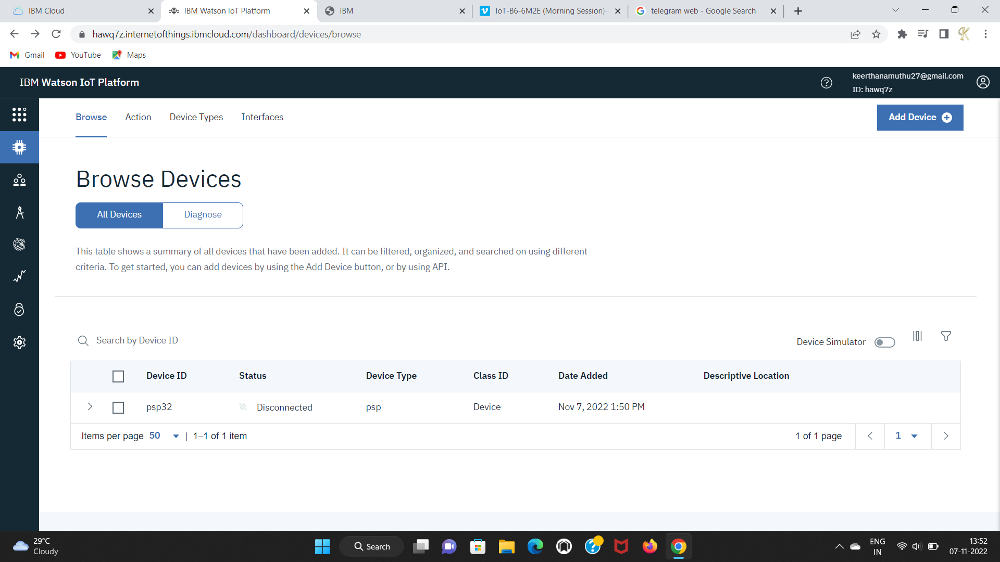 IBM Cloud
IBM Watson IoT Platform
IBM
IoT-B6-6M2E (Morning Session)-
telegram web - Google Search
hawq7z.internetofthings.ibmcloud.com/dashboard/devices/browse
Gmail
YouTube
Maps
IBM Watson IoT Platform
keerthanamuthu27@gmail.com
ID: hawq7z
Browse
Action
Device Types
Interfaces
Add Device
Browse Devices
All Devices
Diagnose
This table shows a summary of all devices that have been added. It can be filtered, organized, and searched on using different
criteria. To get started, you can add devices by using the Add Device button, or by using API.
Search by Device ID
Device Simulator
Device ID Status Device Type Class ID Date Added Descriptive Location
psp32 Disconnected psp Device Nov 7, 2022 1:50 PM
Items per page 50 | 1–1 of 1 item
1 of 1 page
1
29°C
Cloudy
Search
ENG
IN
13:52
07-11-2022